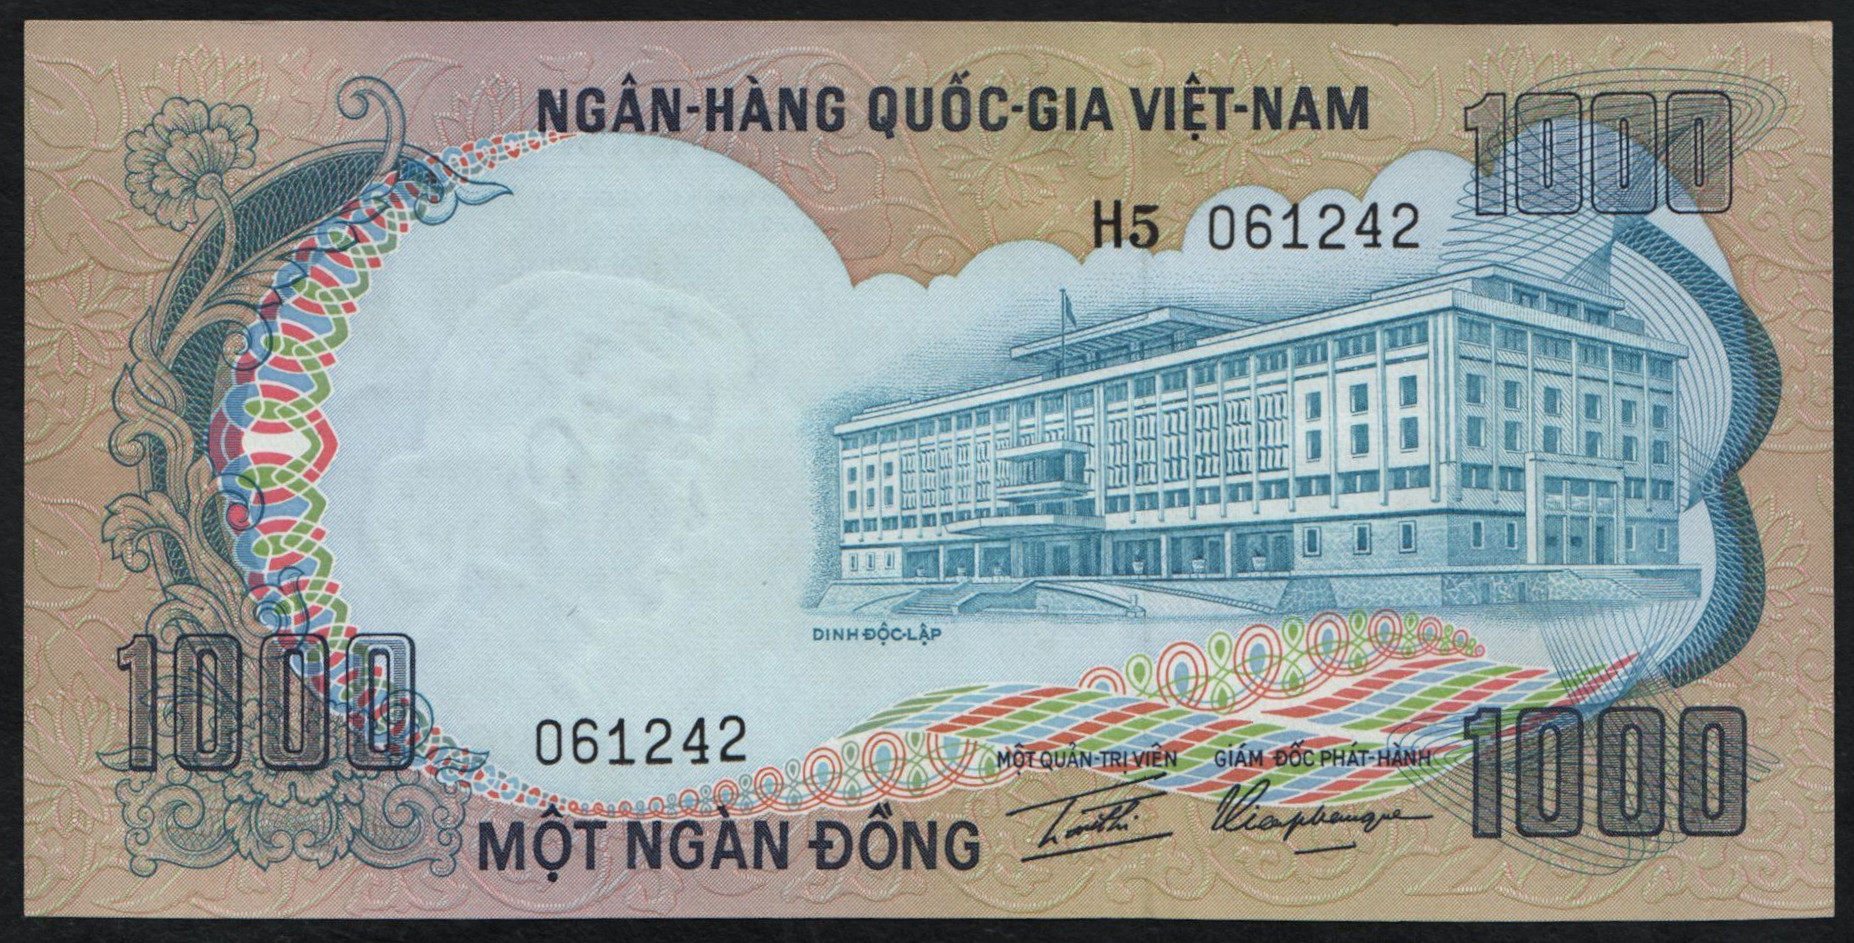 NGÂN-HÀNG QUỐC-GIA VIỆT-NAM
1000
H5 061242
DINH ĐỘC-LẬP
1000
061242
MỘT QUẢN-TRỊ VIÊN GIÁM ĐỐC PHÁT-HÀNH
1000
MỘT NGÀN ĐỒNG